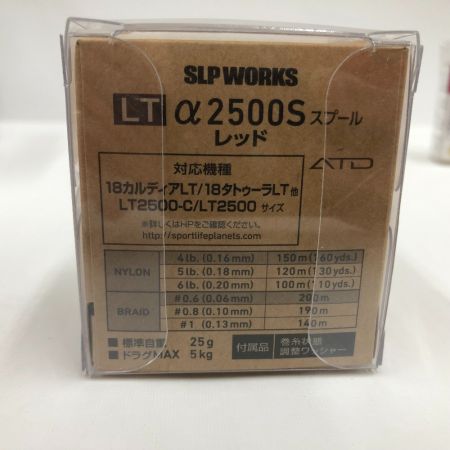 SLP WORKS
LT α2500S スプール
レッド
ATD
対応機種
18カルディアLT/18タトゥーラLT 他
LT2500-C/LT2500 サイズ
※詳しくはHPをご確認ください。
http://sportlifeplanets.com
NYLON
4lb. (0.16mm) 150m (160yds.)
5lb. (0.18mm) 120m (130yds.)
6lb. (0.20mm) 100m (110yds.)
BRAID
#0.6 (0.06mm) 200m
#0.8 (0.10mm) 190m
#1 (0.13mm) 140m
■標準自重 25g
■ドラグMAX 5kg
付属品
巻糸状態
調整ワッシャー